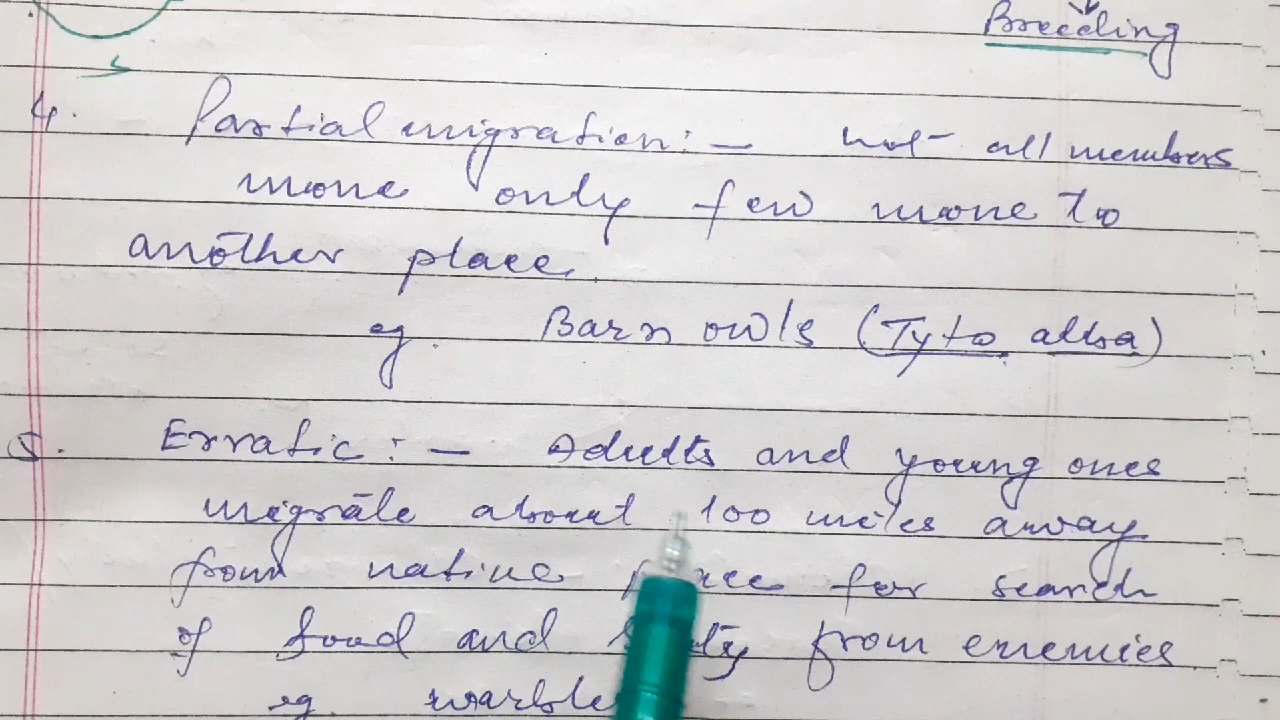 Breeding
4. Partial migration:- not all members
move only few move to
another place.
eg. Barn owls (Tyto alba)
5. Erratic:- Adults and young ones
migrate about 100 miles away
from native for search
of food and from enemies
eg.